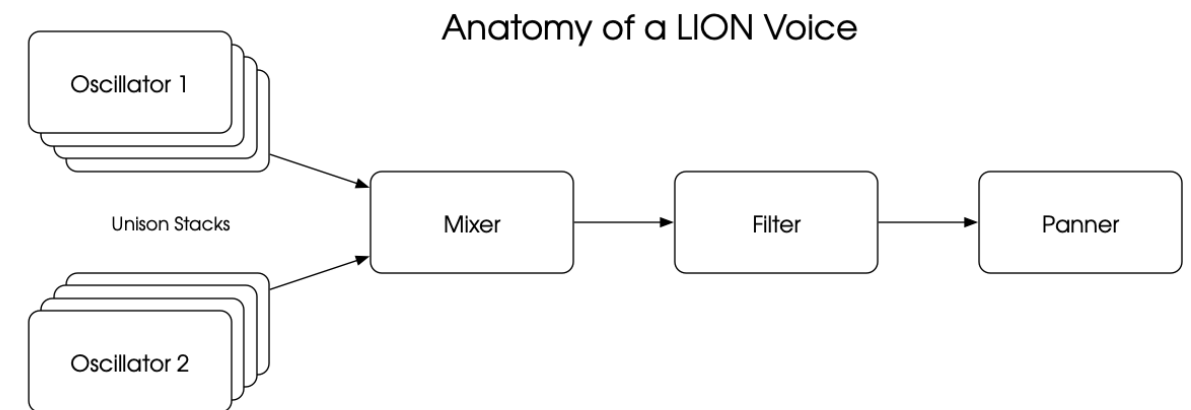 Anatomy of a LION Voice
Oscillator 1
Unison Stacks
Mixer
Filter
Panner
Oscillator 2